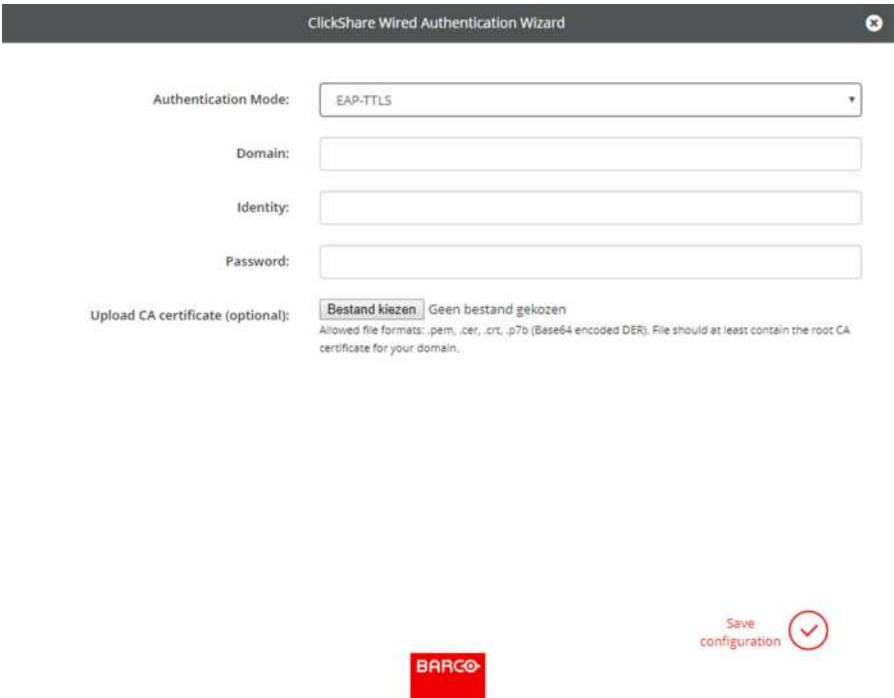 ClickShare Wired Authentication Wizard
Authentication Mode: EAP-TTLS
Domain:
Identity:
Password:
Upload CA certificate (optional): Bestand kiezen Geen bestand gekozen
Allowed file formats: .pem, .cer, .crt, .p7b (Base64 encoded DER). File should at least contain the root CA
certificate for your domain.
Save
configuration
BARCO